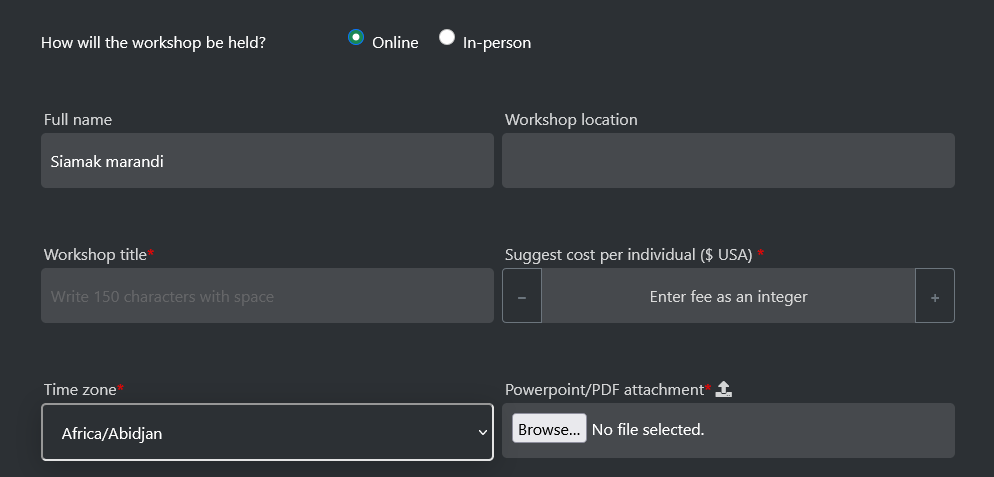 How will the workshop be held? Online In-person
Full name
Siamak marandi
Workshop location
Workshop title*
Write 150 characters with space
Suggest cost per individual ($ USA) *
- Enter fee as an integer +
Time zone*
Africa/Abidjan
Powerpoint/PDF attachment*
Browse... No file selected.